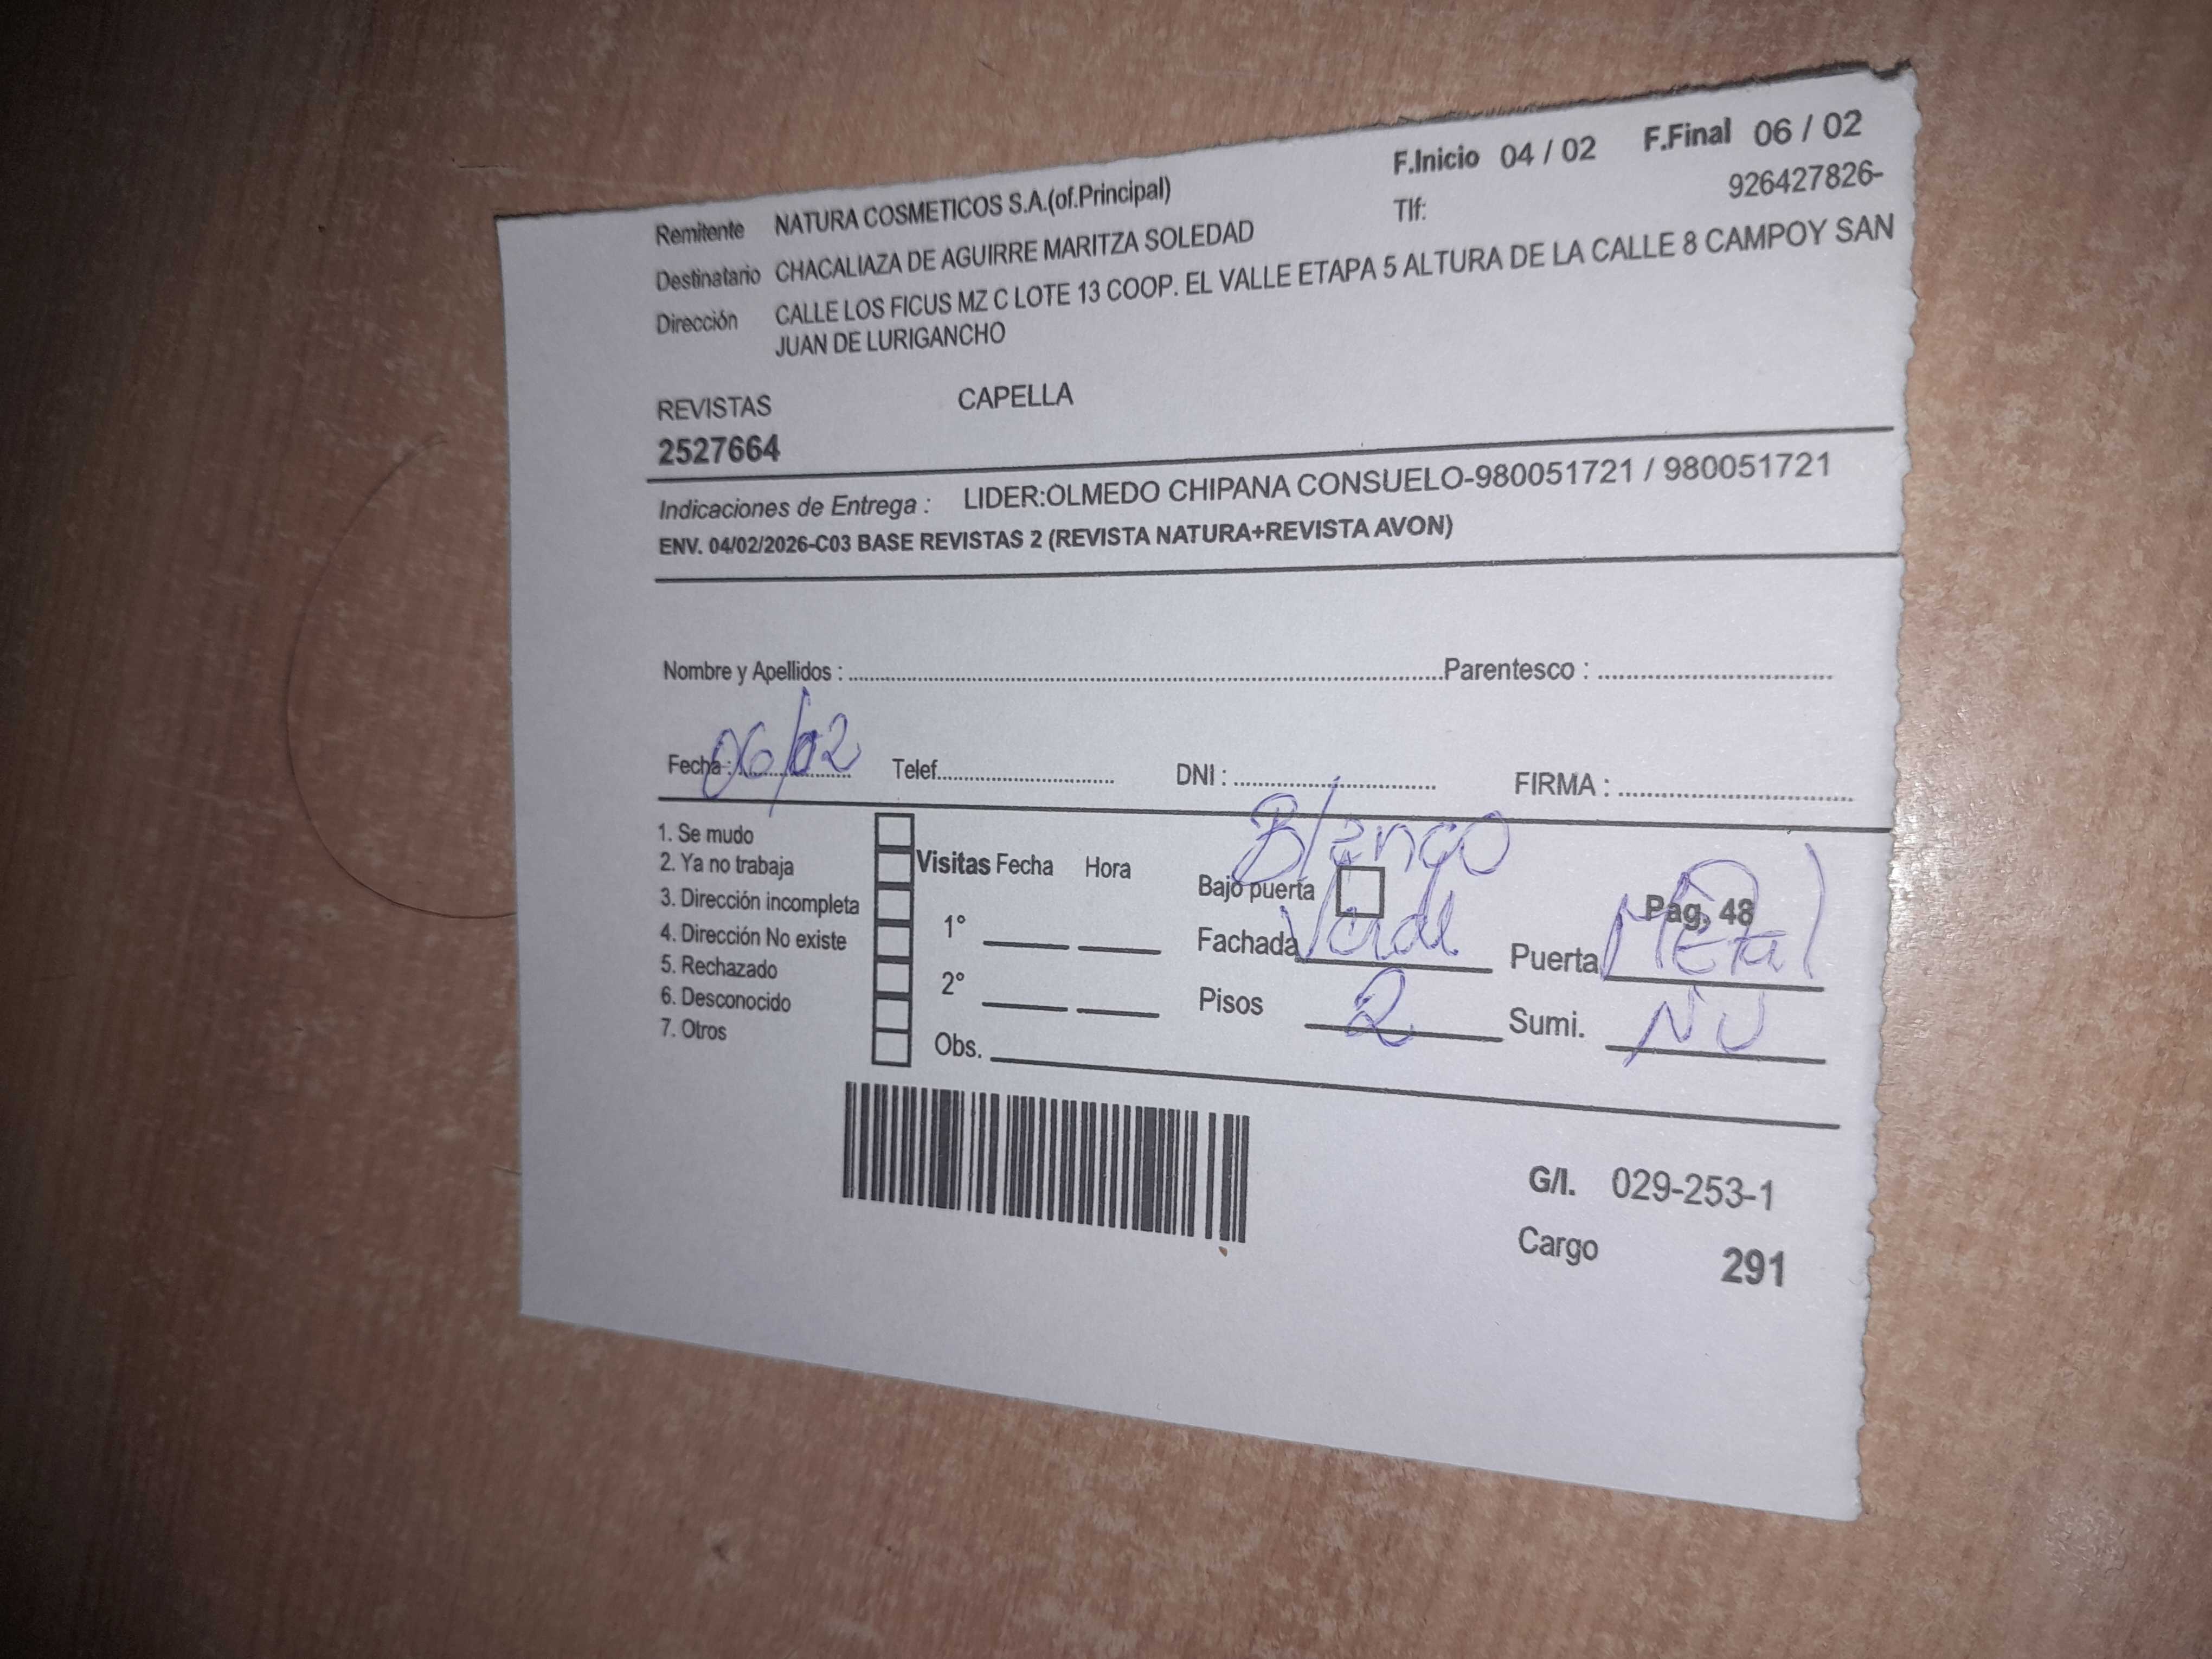 F.Inicio 04 / 02 F.Final 06 / 02
Remitente NATURA COSMETICOS S.A.(of.Principal)
Tlf: 926427826-
Destinatario CHACALIAZA DE AGUIRRE MARITZA SOLEDAD
Dirección CALLE LOS FICUS MZ C LOTE 13 COOP. EL VALLE ETAPA 5 ALTURA DE LA CALLE 8 CAMPOY SAN
JUAN DE LURIGANCHO
REVISTAS CAPELLA
2527664
Indicaciones de Entrega : LIDER:OLMEDO CHIPANA CONSUELO-980051721 / 980051721
ENV. 04/02/2026-C03 BASE REVISTAS 2 (REVISTA NATURA+REVISTA AVON)
Nombre y Apellidos : Parentesco :
Fecha : 06/02 Telef. DNI : FIRMA :
1. Se mudo
2. Ya no trabaja
3. Dirección incompleta
4. Dirección No existe
5. Rechazado
6. Desconocido
7. Otros
Visitas Fecha Hora
1°
2°
Obs.
Blanco
Bajo puerta Pag. 48
Fachada Verde Puerta Metal
Pisos 2 Sumi. NU
G/I. 029-253-1
Cargo 291